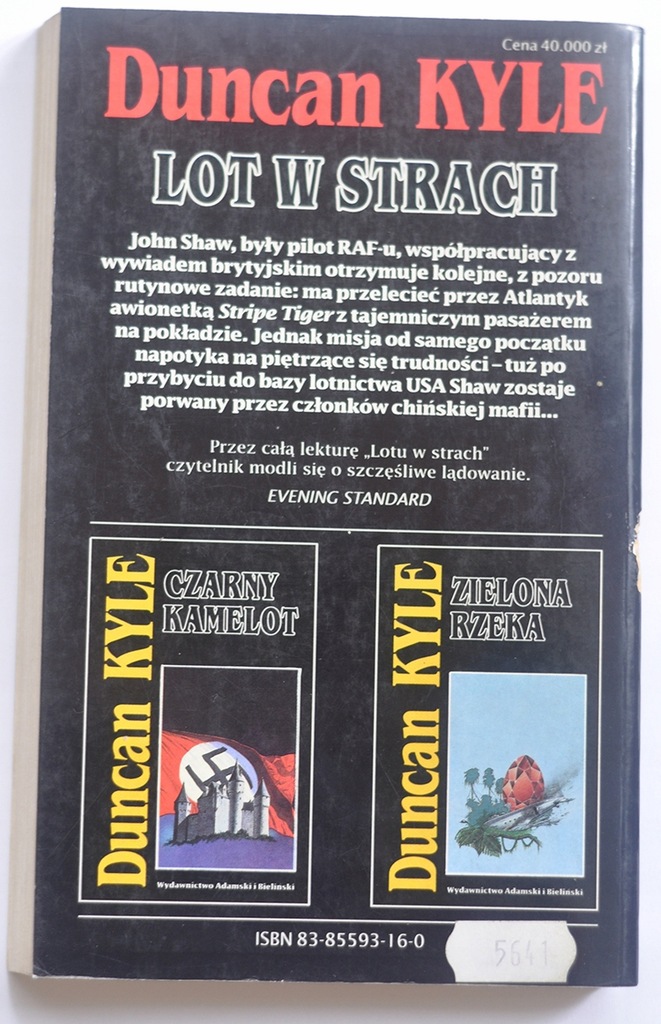 Cena 40.000 zł
Duncan KYLE
LOT W STRACH
John Shaw, były pilot RAF-u, współpracujący z
wywiadem brytyjskim otrzymuje kolejne, z pozoru
rutynowe zadanie: ma przelecieć przez Atlantyk
awionetką Stripe Tiger z tajemniczym pasażerem
na pokładzie. Jednak misja od samego początku
napotyka na piętrzące się trudności – tuż po
przybyciu do bazy lotnictwa USA Shaw zostaje
porwany przez członków chińskiej mafii...
Przez całą lekturę „Lotu w strach"
czytelnik modli się o szczęśliwe lądowanie.
EVENING STANDARD
Duncan KYLE
CZARNY
KAMELOT
Wydawnictwo Adamski i Bieliński
Duncan KYLE
ZIELONA
RZEKA
Wydawnictwo Adamski i Bieliński
ISBN 83-85593-16-0
5641